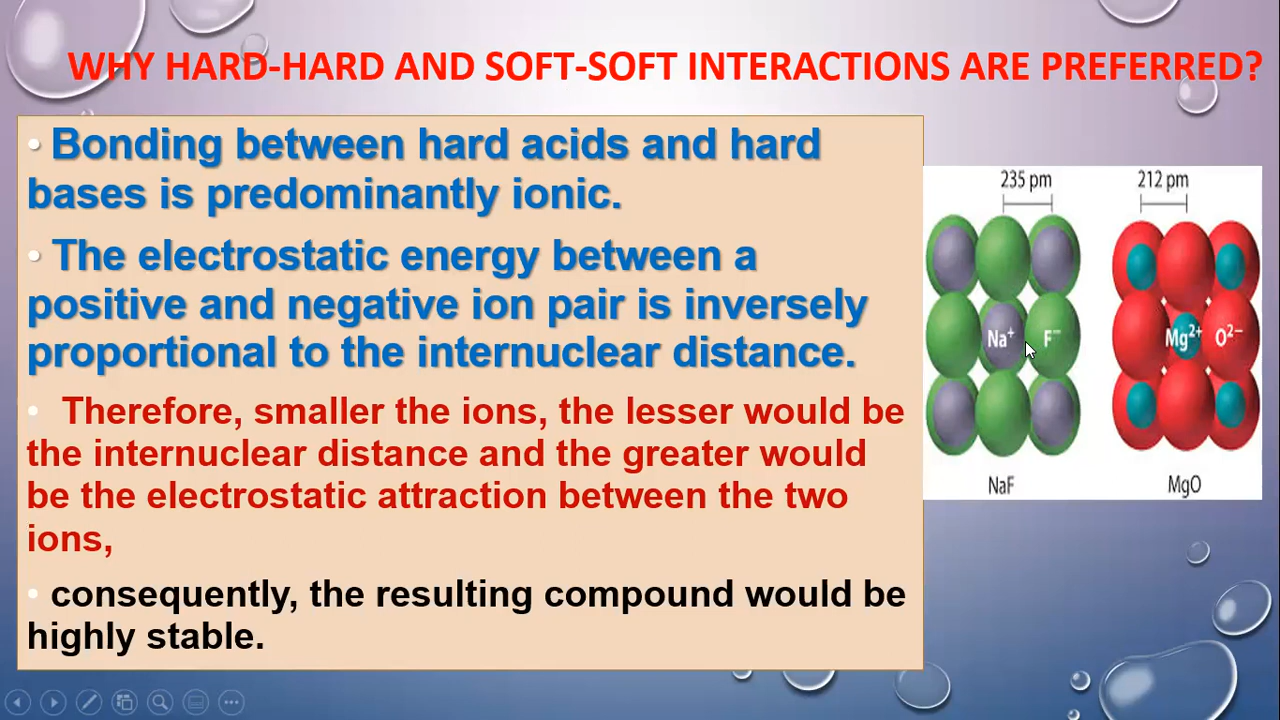 WHY HARD-HARD AND SOFT-SOFT INTERACTIONS ARE PREFERRED?
• Bonding between hard acids and hard
bases is predominantly ionic.
• The electrostatic energy between a
positive and negative ion pair is inversely
proportional to the internuclear distance.
• Therefore, smaller the ions, the lesser would be
the internuclear distance and the greater would
be the electrostatic attraction between the two
ions,
• consequently, the resulting compound would be
highly stable.
235 pm
Na⁺ F⁻
NaF
212 pm
Mg²⁺ O²⁻
MgO